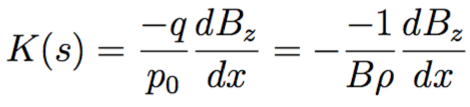 K(s) = \frac{-q}{p_0} \frac{dB_z}{dx} = -\frac{-1}{B\rho} \frac{dB_z}{dx}